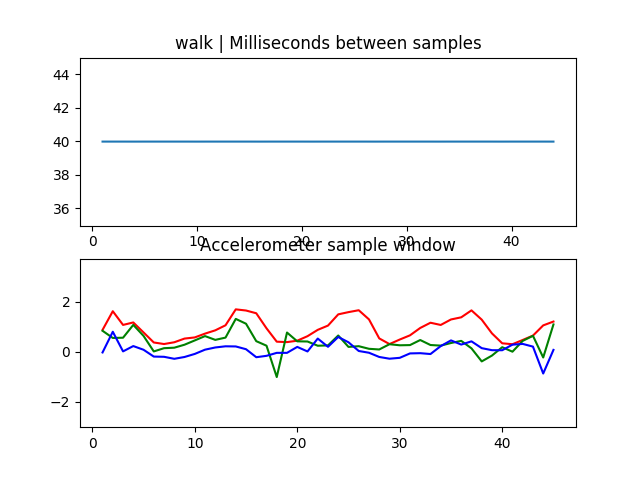 walk | Milliseconds between samples
44
42
40
38
36
0 10 20 30 40
Accelerometer sample window
2
0
−2
0 10 20 30 40